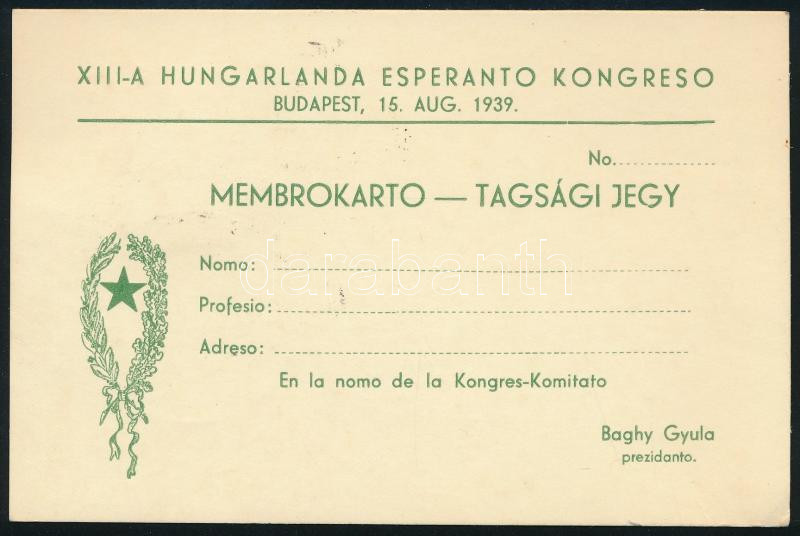 XIII-A HUNGARLANDA ESPERANTO KONGRESO
BUDAPEST, 15. AUG. 1939.
No..............
MEMBROKARTO — TAGSÁGI JEGY
Nomo:
darabanth
Profesio:
Adreso:
En la nomo de la Kongres-Komitato
Baghy Gyula
prezidanto.